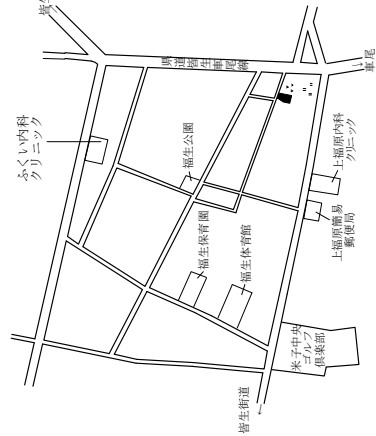 皆生
県道皆生車尾線
ふくい内科
クリニック
福生公園
福生保育園
福生体育館
上福原内科
クリニック
上福原簡易
郵便局
米子中央
ゴルフ
倶楽部
皆生街道
←
→
車尾